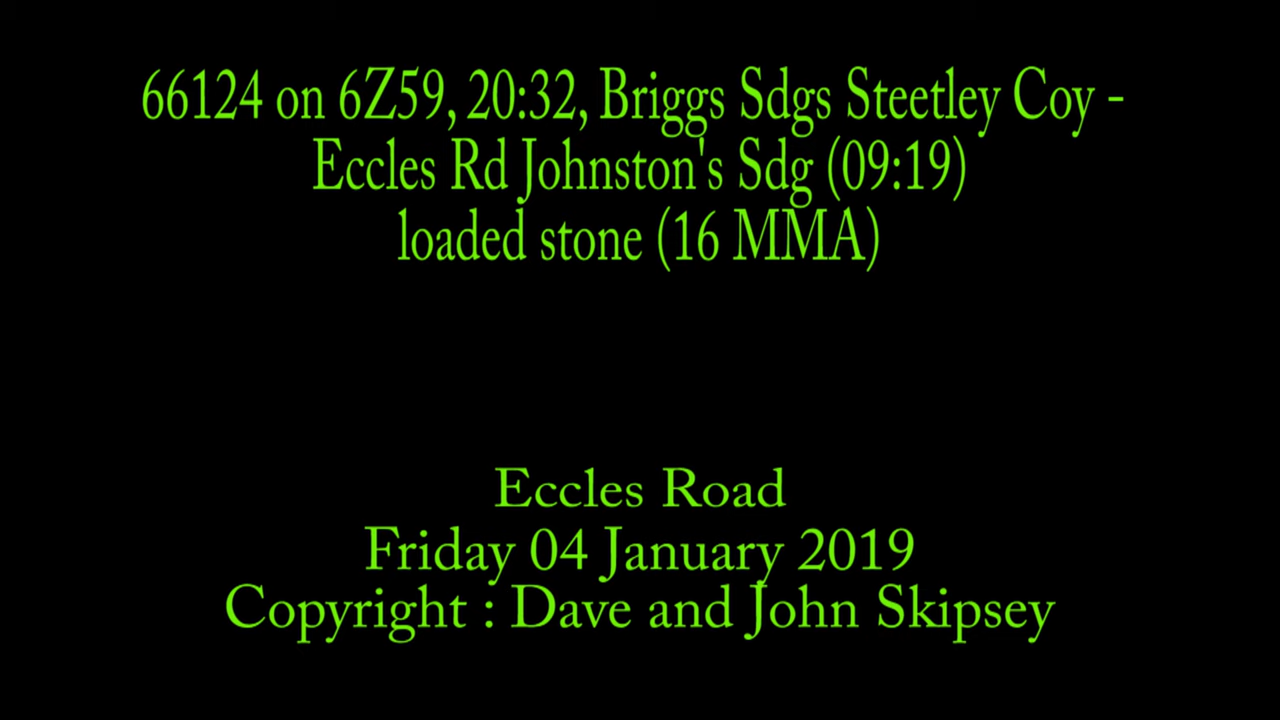 66124 on 6Z59, 20:32, Briggs Sdgs Steetley Coy -
Eccles Rd Johnston's Sdg (09:19)
loaded stone (16 MMA)
Eccles Road
Friday 04 January 2019
Copyright : Dave and John Skipsey